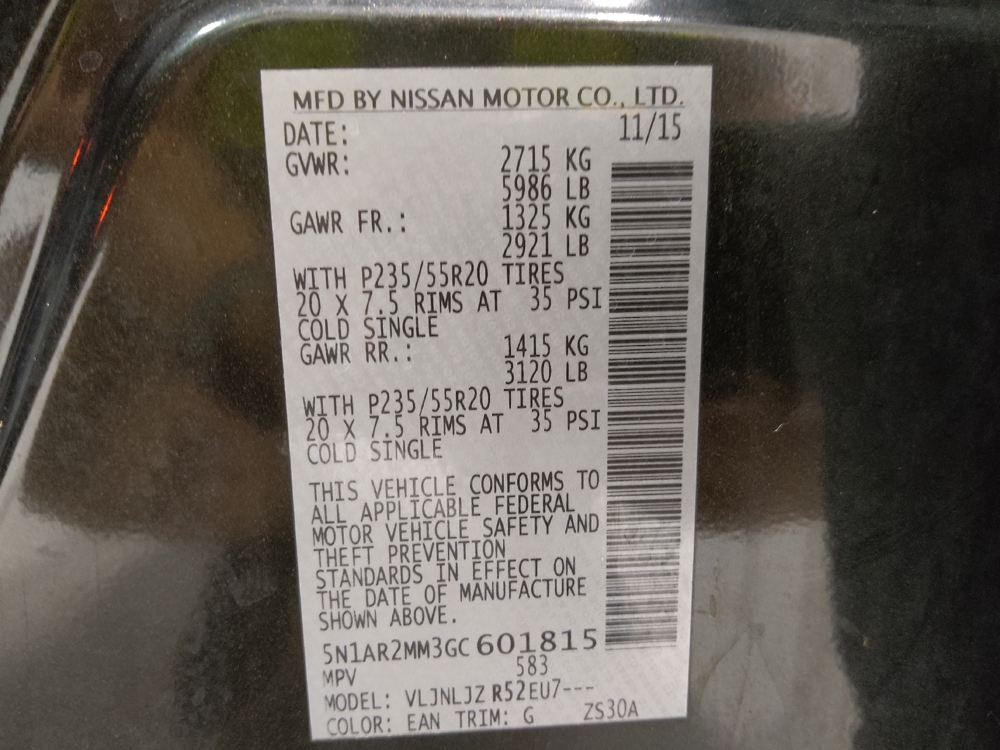 MFD BY NISSAN MOTOR CO., LTD.
DATE: 11/15
GVWR: 2715 KG
5986 LB
GAWR FR.: 1325 KG
2921 LB
WITH P235/55R20 TIRES
20 X 7.5 RIMS AT 35 PSI
COLD SINGLE
GAWR RR.: 1415 KG
3120 LB
WITH P235/55R20 TIRES
20 X 7.5 RIMS AT 35 PSI
COLD SINGLE
THIS VEHICLE CONFORMS TO
ALL APPLICABLE FEDERAL
MOTOR VEHICLE SAFETY AND
THEFT PREVENTION
STANDARDS IN EFFECT ON
THE DATE OF MANUFACTURE
SHOWN ABOVE.
5N1AR2MM3GC601815
MPV 583
MODEL: VLJNLJZ R52EU7---
COLOR: EAN TRIM: G ZS30A